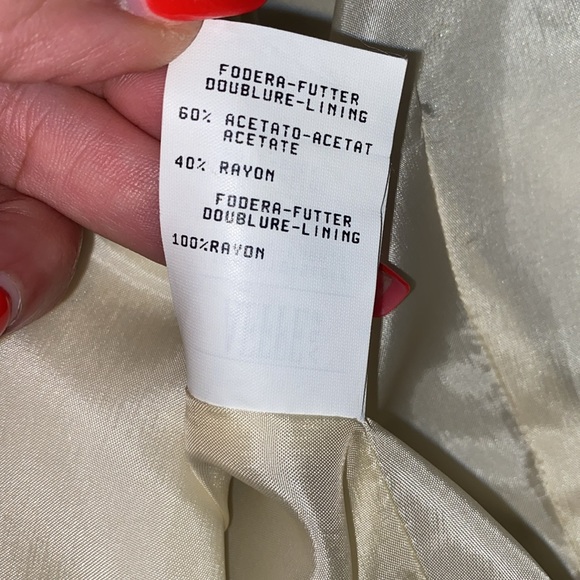 FODERA-FUTTER
DOUBLURE-LINING
60% ACETATO-ACETAT
ACETATE
40% RAYON
FODERA-FUTTER
DOUBLURE-LINING
100%RAYON